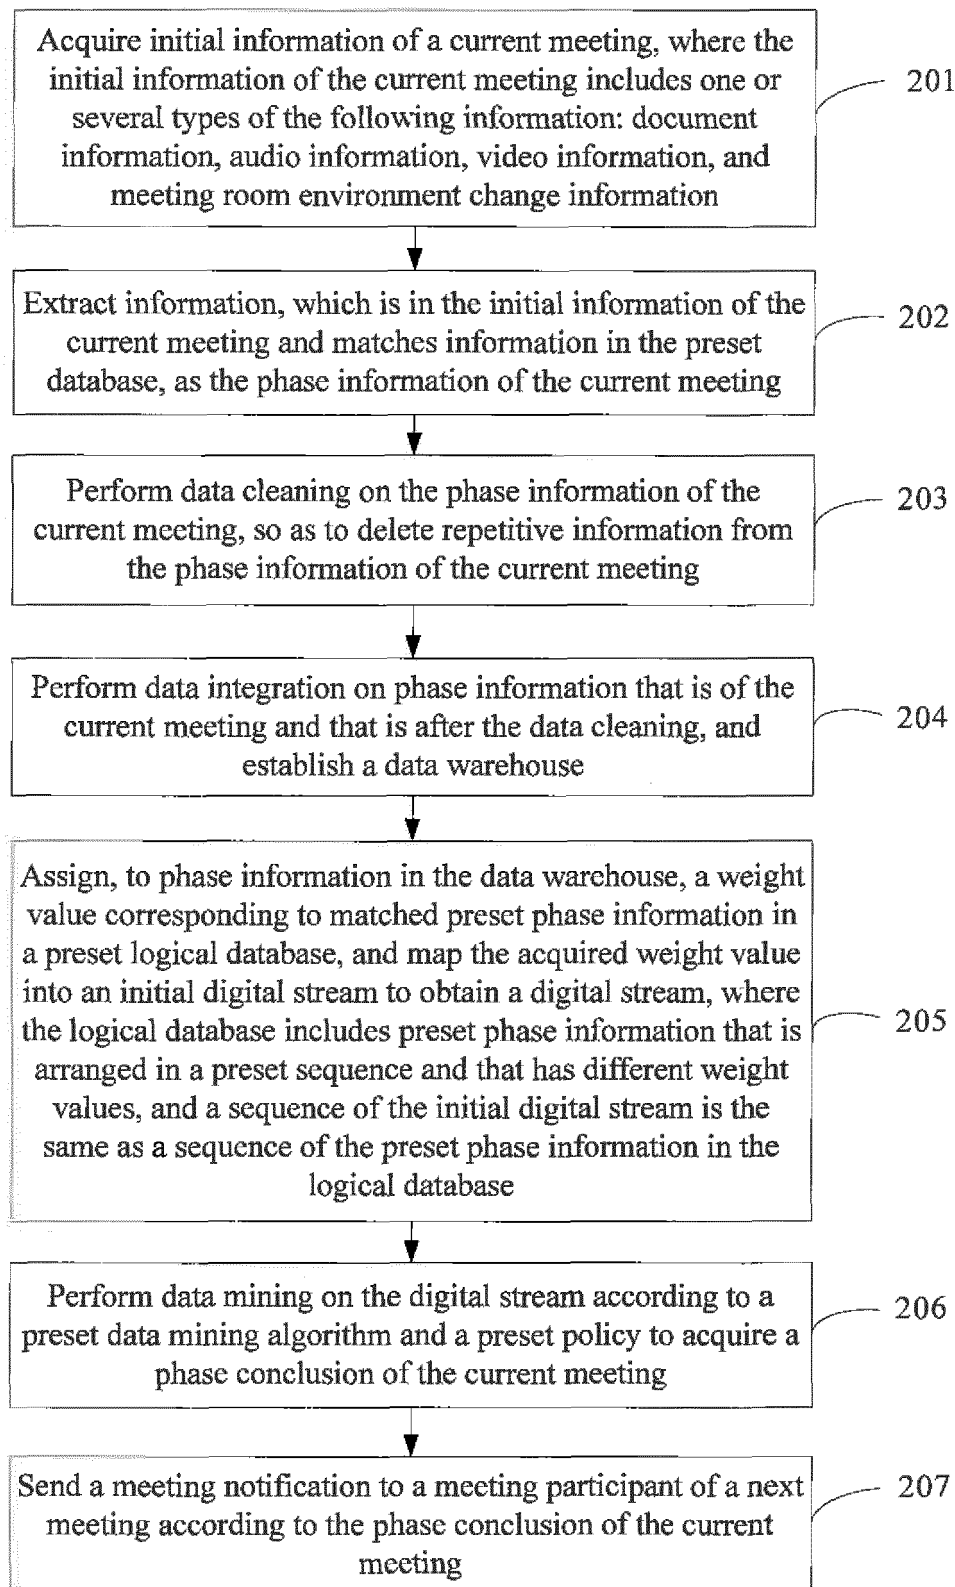 Acquire initial information of a current meeting, where the
initial information of the current meeting includes one or
several types of the following information: document
information, audio information, video information, and
meeting room environment change information
201
Extract information, which is in the initial information of the
current meeting and matches information in the preset
database, as the phase information of the current meeting
202
Perform data cleaning on the phase information of the
current meeting, so as to delete repetitive information from
the phase information of the current meeting
203
Perform data integration on phase information that is of the
current meeting and that is after the data cleaning, and
establish a data warehouse
204
Assign, to phase information in the data warehouse, a weight
value corresponding to matched preset phase information in
a preset logical database, and map the acquired weight value
into an initial digital stream to obtain a digital stream, where
the logical database includes preset phase information that is
arranged in a preset sequence and that has different weight
values, and a sequence of the initial digital stream is the
same as a sequence of the preset phase information in the
logical database
205
Perform data mining on the digital stream according to a
preset data mining algorithm and a preset policy to acquire a
phase conclusion of the current meeting
206
Send a meeting notification to a meeting participant of a next
meeting according to the phase conclusion of the current
meeting
207